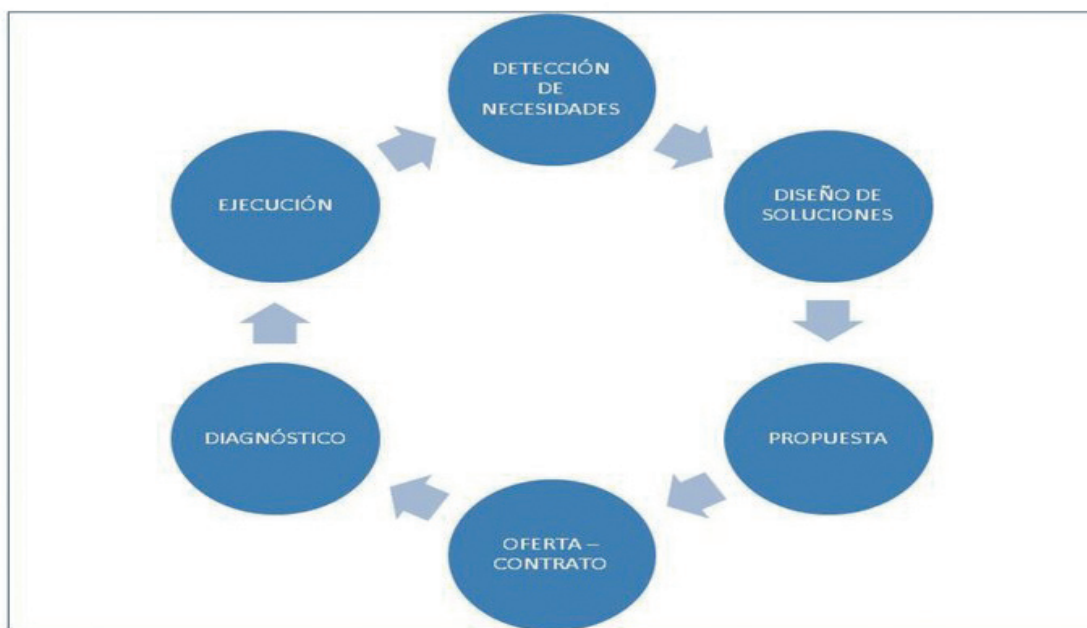 DETECCIÓN
DE
NECESIDADES
DISEÑO DE
SOLUCIONES
PROPUESTA
OFERTA –
CONTRATO
DIAGNÓSTICO
EJECUCIÓN